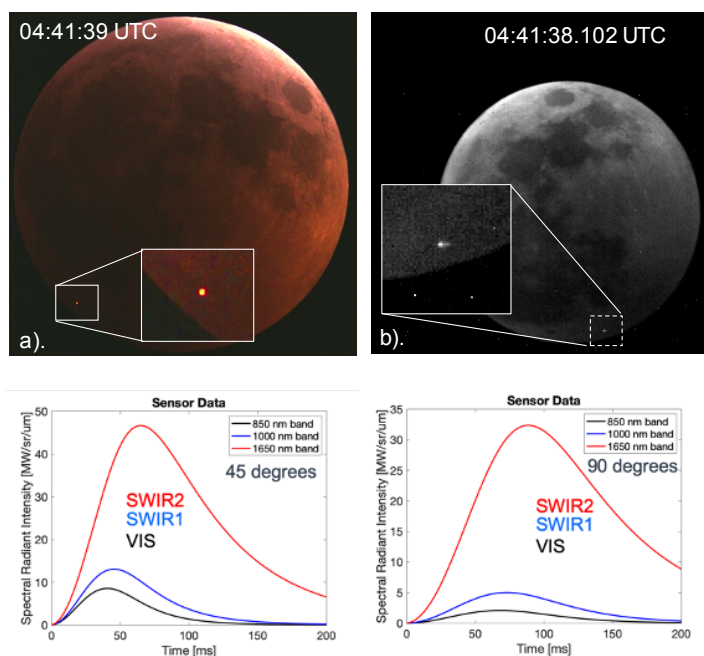 04:41:39 UTC
a).
04:41:38.102 UTC
b).
Sensor Data
Spectral Radiant Intensity [MW/sr/um]
50
40
30
20
10
0
850 nm band
1000 nm band
1650 nm band
45 degrees
SWIR2
SWIR1
VIS
0
50
100
150
200
Time [ms]
Sensor Data
Spectral Radiant Intensity [MW/sr/um]
35
30
25
20
15
10
5
0
850 nm band
1000 nm band
1650 nm band
90 degrees
SWIR2
SWIR1
VIS
0
50
100
150
200
Time [ms]